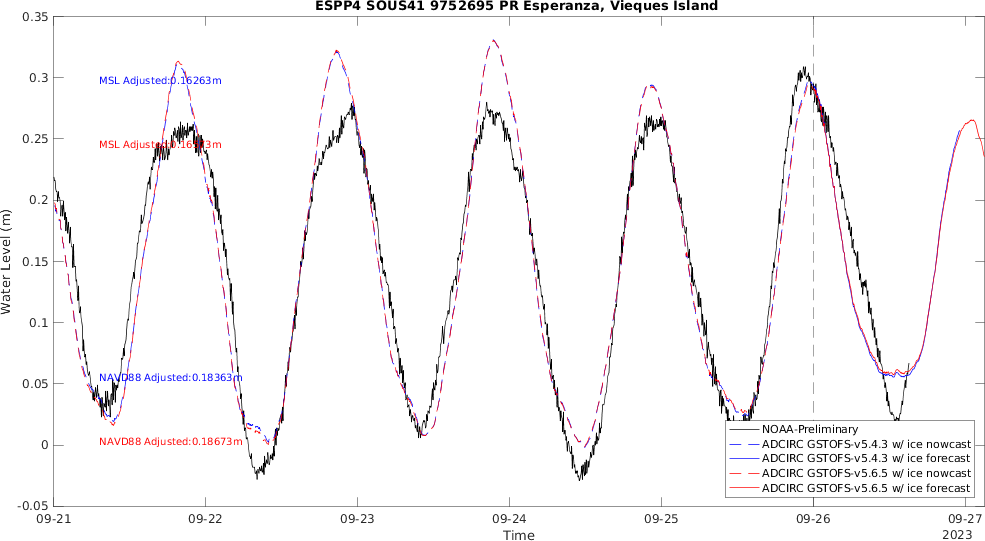 ESPP4 SOUS41 9752695 PR Esperanza, Vieques Island
0.35
0.3
0.25
0.2
0.15
0.1
0.05
0
-0.05
Water Level (m)
MSL Adjusted:0.16263m
MSL Adjusted:
NAVD88 Adjusted:0.18363m
NAVD88 Adjusted:0.18673m
NOAA-Preliminary
ADCIRC GSTOFS-v5.4.3 w/ ice nowcast
ADCIRC GSTOFS-v5.4.3 w/ ice forecast
ADCIRC GSTOFS-v5.6.5 w/ ice nowcast
ADCIRC GSTOFS-v5.6.5 w/ ice forecast
09-21
09-22
09-23
09-24
09-25
09-26
09-27
Time
2023